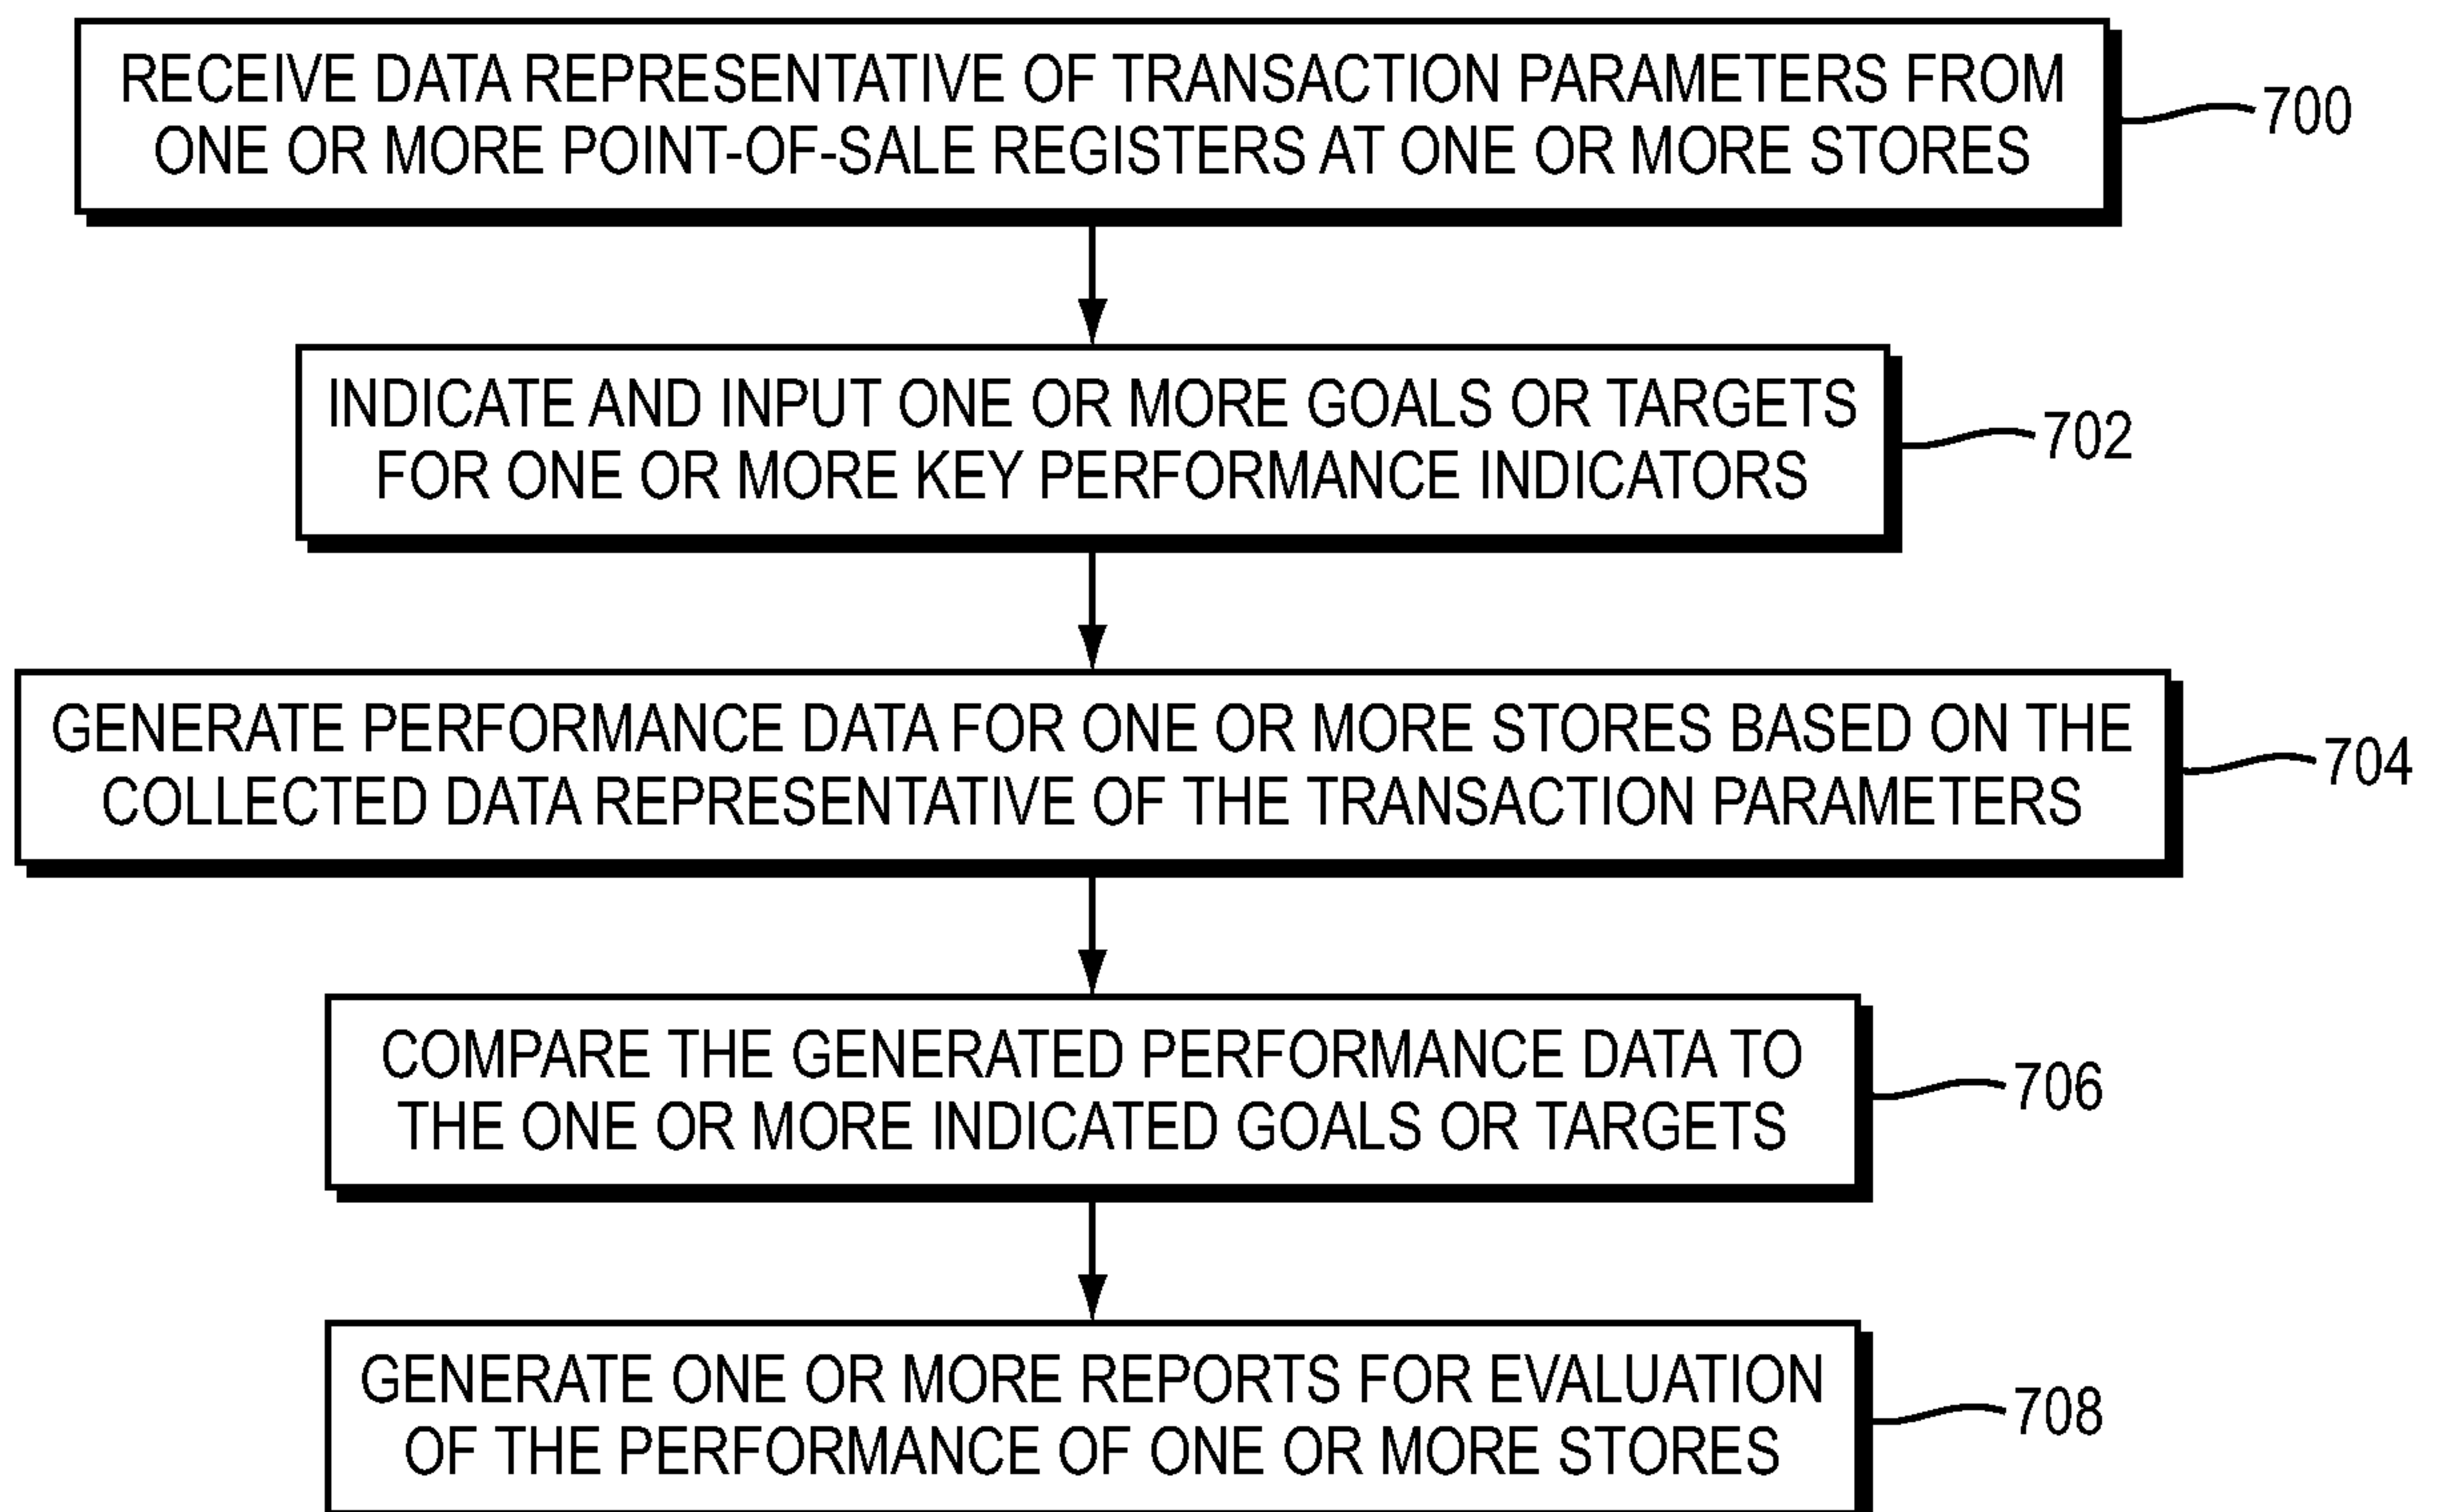 RECEIVE DATA REPRESENTATIVE OF TRANSACTION PARAMETERS FROM
ONE OR MORE POINT-OF-SALE REGISTERS AT ONE OR MORE STORES
700
INDICATE AND INPUT ONE OR MORE GOALS OR TARGETS
FOR ONE OR MORE KEY PERFORMANCE INDICATORS
702
GENERATE PERFORMANCE DATA FOR ONE OR MORE STORES BASED ON THE
COLLECTED DATA REPRESENTATIVE OF THE TRANSACTION PARAMETERS
704
COMPARE THE GENERATED PERFORMANCE DATA TO
THE ONE OR MORE INDICATED GOALS OR TARGETS
706
GENERATE ONE OR MORE REPORTS FOR EVALUATION
OF THE PERFORMANCE OF ONE OR MORE STORES
708